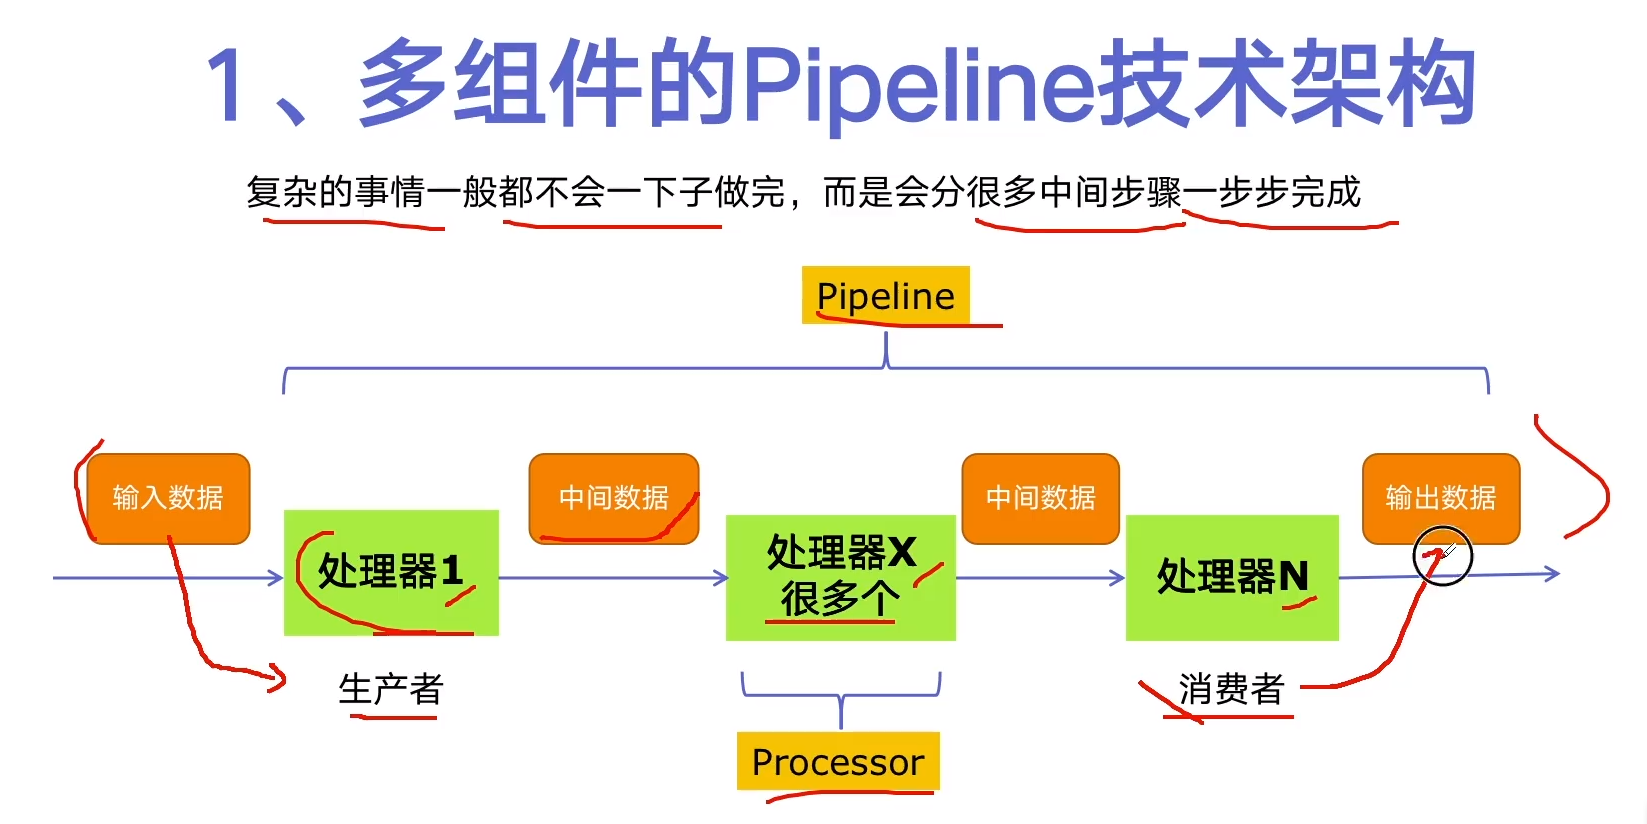 1、多组件的Pipeline技术架构
复杂的事情一般都不会一下子做完，而是会分很多中间步骤一步步完成
Pipeline
输入数据
中间数据
中间数据
输出数据
处理器1
处理器X
很多个
处理器N
生产者
消费者
Processor